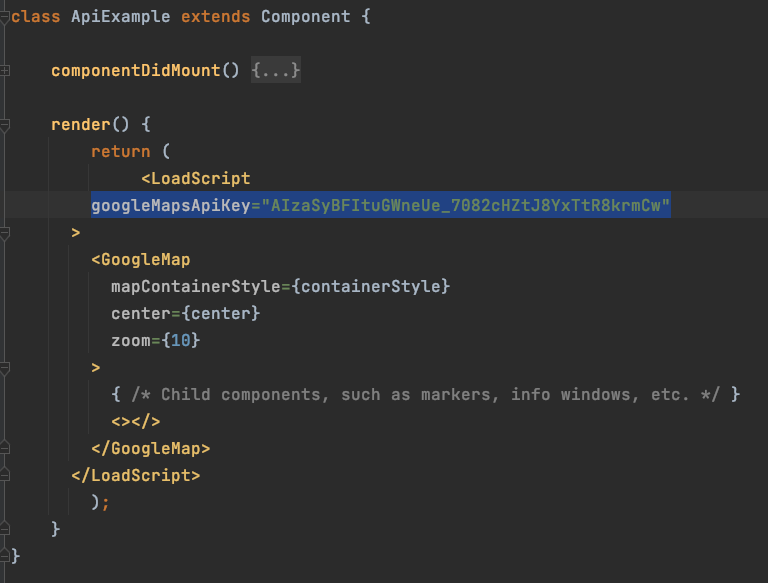 class ApiExample extends Component {
componentDidMount() {...}
render() {
return (
<LoadScript
googleMapsApiKey="AIzaSyBFItuGWneUe_7082cHZtJ8YxTtR8krmCw"
>
<GoogleMap
mapContainerStyle={containerStyle}
center={center}
zoom={10}
>
{ /* Child components, such as markers, info windows, etc. */ }
<></>
</GoogleMap>
</LoadScript>
);
}
}